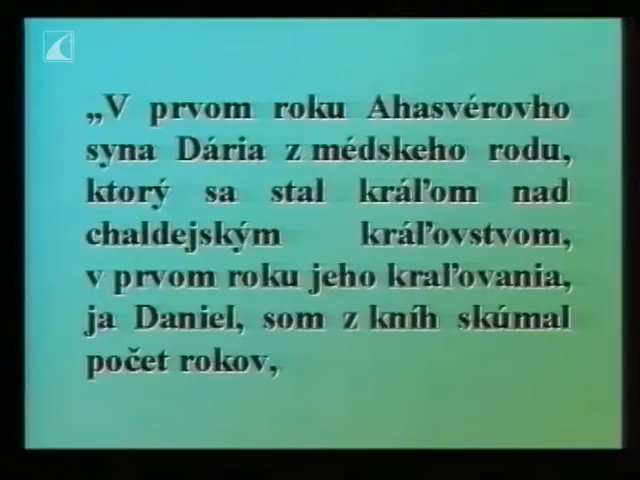 „V prvom roku Ahasvérovho
syna Dária z médskeho rodu,
ktorý sa stal kráľom nad
chaldejským kráľovstvom,
v prvom roku jeho kraľovania,
ja Daniel, som z kníh skúmal
počet rokov,